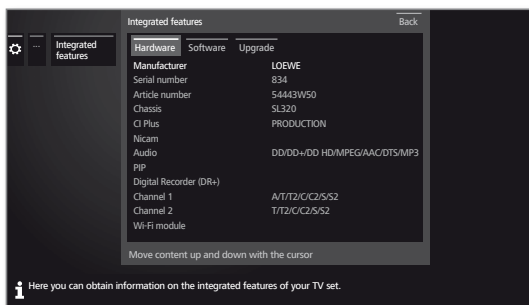 Integrated features Back
... Integrated features
Hardware Software Upgrade
Manufacturer LOEWE
Serial number 834
Article number 54443W50
Chassis SL320
CI Plus PRODUCTION
Nicam
Audio DD/DD+/DD HD/MPEG/AAC/DTS/MP3
PIP
Digital Recorder (DR+)
Channel 1 A/T/T2/C/C2/S/S2
Channel 2 T/T2/C/C2/S/S2
Wi-Fi module
Move content up and down with the cursor
i Here you can obtain information on the integrated features of your TV set.